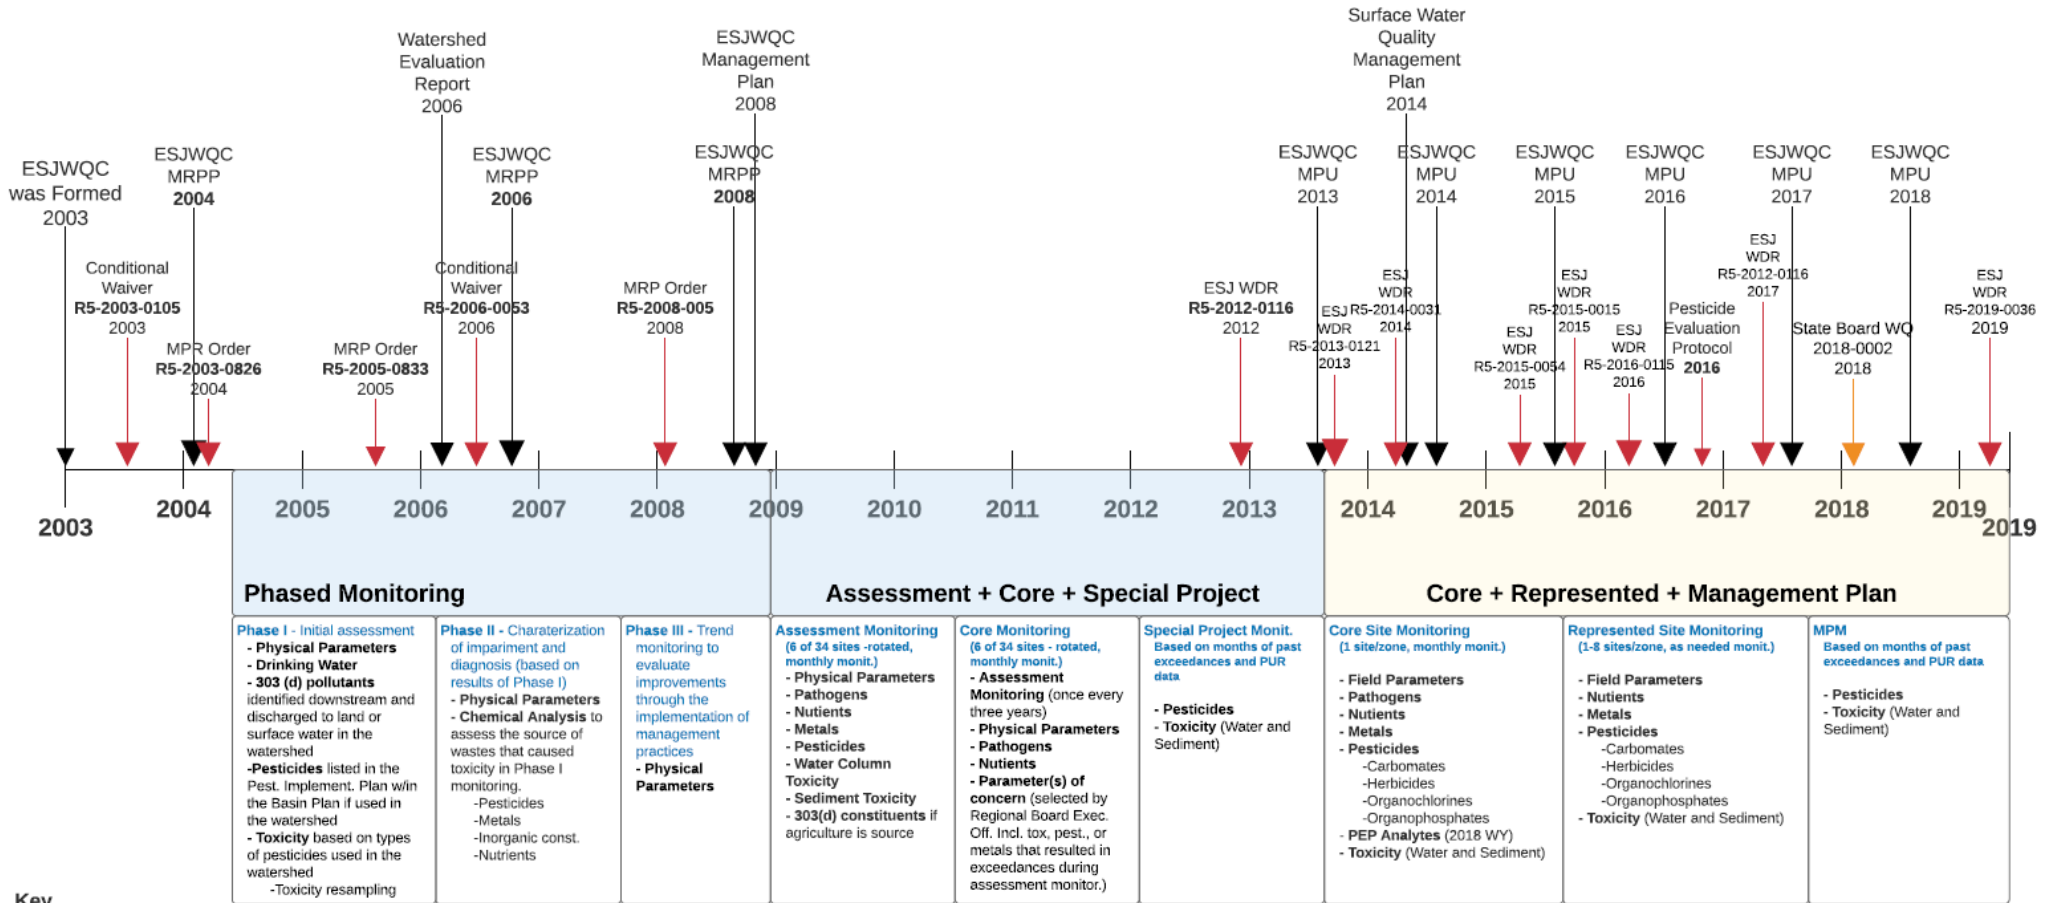 Surface Water
Quality
Management
Plan
2014
Watershed
Evaluation
Report
2006
ESJWQC
Management
Plan
2008
ESJWQC
was Formed
2003
ESJWQC
MRPP
2004
ESJWQC
MRPP
2006
ESJWQC
MRPP
2008
ESJWQC
MPU
2013
ESJWQC
MPU
2014
ESJWQC
MPU
2015
ESJWQC
MPU
2016
ESJWQC
MPU
2017
ESJWQC
MPU
2018
Conditional
Waiver
R5-2003-0105
2003
MPR Order
R5-2003-0826
2004
MRP Order
R5-2005-0833
2005
Conditional
Waiver
R5-2006-0053
2006
MRP Order
R5-2008-005
2008
ESJ WDR
R5-2012-0116
2012
ESJ
WDR
R5-2013-0121
2013
ESJ
WDR
R5-2014-0031
2014
ESJ
WDR
R5-2015-0054
2015
ESJ
WDR
R5-2015-0015
2015
ESJ
WDR
R5-2016-0115
2016
Pesticide
Evaluation
Protocol
2016
ESJ
WDR
R5-2012-0116
2017
State Board WQ
2018-0002
2018
ESJ
WDR
R5-2019-0036
2019
2003
2004
2005
2006
2007
2008
2009
2010
2011
2012
2013
2014
2015
2016
2017
2018
2019
2019
Phased Monitoring
Assessment + Core + Special Project
Core + Represented + Management Plan
Phase I - Initial assessment
- Physical Parameters
- Drinking Water
- 303 (d) pollutants
identified downstream and
discharged to land or
surface water in the
watershed
-Pesticides listed in the
Pest. Implement. Plan w/in
the Basin Plan if used in
the watershed
- Toxicity based on types
of pesticides used in the
watershed
-Toxicity resampling
Phase II - Charaterization
of impariment and
diagnosis (based on
results of Phase I)
- Physical Parameters
- Chemical Analysis to
assess the source of
wastes that caused
toxicity in Phase I
monitoring.
-Pesticides
-Metals
-Inorganic const.
-Nutrients
Phase III - Trend
monitoring to
evaluate
improvements
through the
implementation of
management
practices
- Physical
Parameters
Assessment Monitoring
(6 of 34 sites -rotated,
monthly monit.)
- Physical Parameters
- Pathogens
- Nutients
- Metals
- Pesticides
- Water Column
Toxicity
- Sediment Toxicity
- 303(d) constituents if
agriculture is source
Core Monitoring
(6 of 34 sites - rotated,
monthly monit.)
- Assessment
Monitoring (once every
three years)
- Physical Parameters
- Pathogens
- Nutients
- Parameter(s) of
concern (selected by
Regional Board Exec.
Off. Incl. tox, pest., or
metals that resulted in
exceedances during
assessment monitor.)
Special Project Monit.
Based on months of past
exceedances and PUR
data
- Pesticides
- Toxicity (Water and
Sediment)
Core Site Monitoring
(1 site/zone, monthly monit.)
- Field Parameters
- Pathogens
- Nutients
- Metals
- Pesticides
-Carbomates
-Herbicides
-Organochlorines
-Organophosphates
- PEP Analytes (2018 WY)
- Toxicity (Water and Sediment)
Represented Site Monitoring
(1-8 sites/zone, as needed monit.)
- Field Parameters
- Nutients
- Metals
- Pesticides
-Carbomates
-Herbicides
-Organochlorines
-Organophosphates
- Toxicity (Water and Sediment)
MPM
Based on months of past
exceedances and PUR data
- Pesticides
- Toxicity (Water and
Sediment)
Key